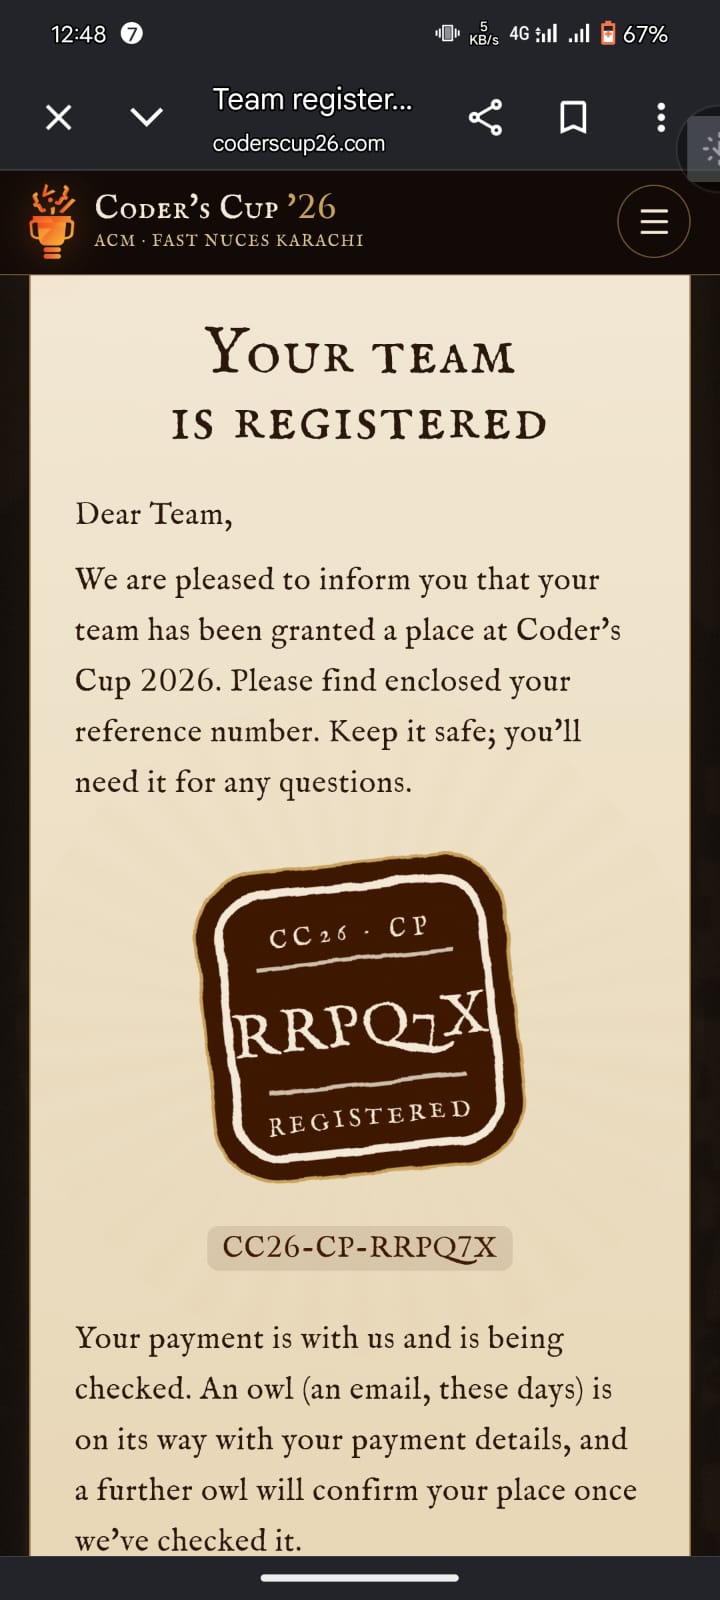 12:48 7 5 KB/s 4G 67%
Team register...
coderscup26.com
Coder's Cup '26
ACM · FAST NUCES KARACHI
Your team
is registered
Dear Team,
We are pleased to inform you that your
team has been granted a place at Coder's
Cup 2026. Please find enclosed your
reference number. Keep it safe; you'll
need it for any questions.
CC26 · CP
RRPQ7X
REGISTERED
CC26-CP-RRPQ7X
Your payment is with us and is being
checked. An owl (an email, these days) is
on its way with your payment details, and
a further owl will confirm your place once
we've checked it.